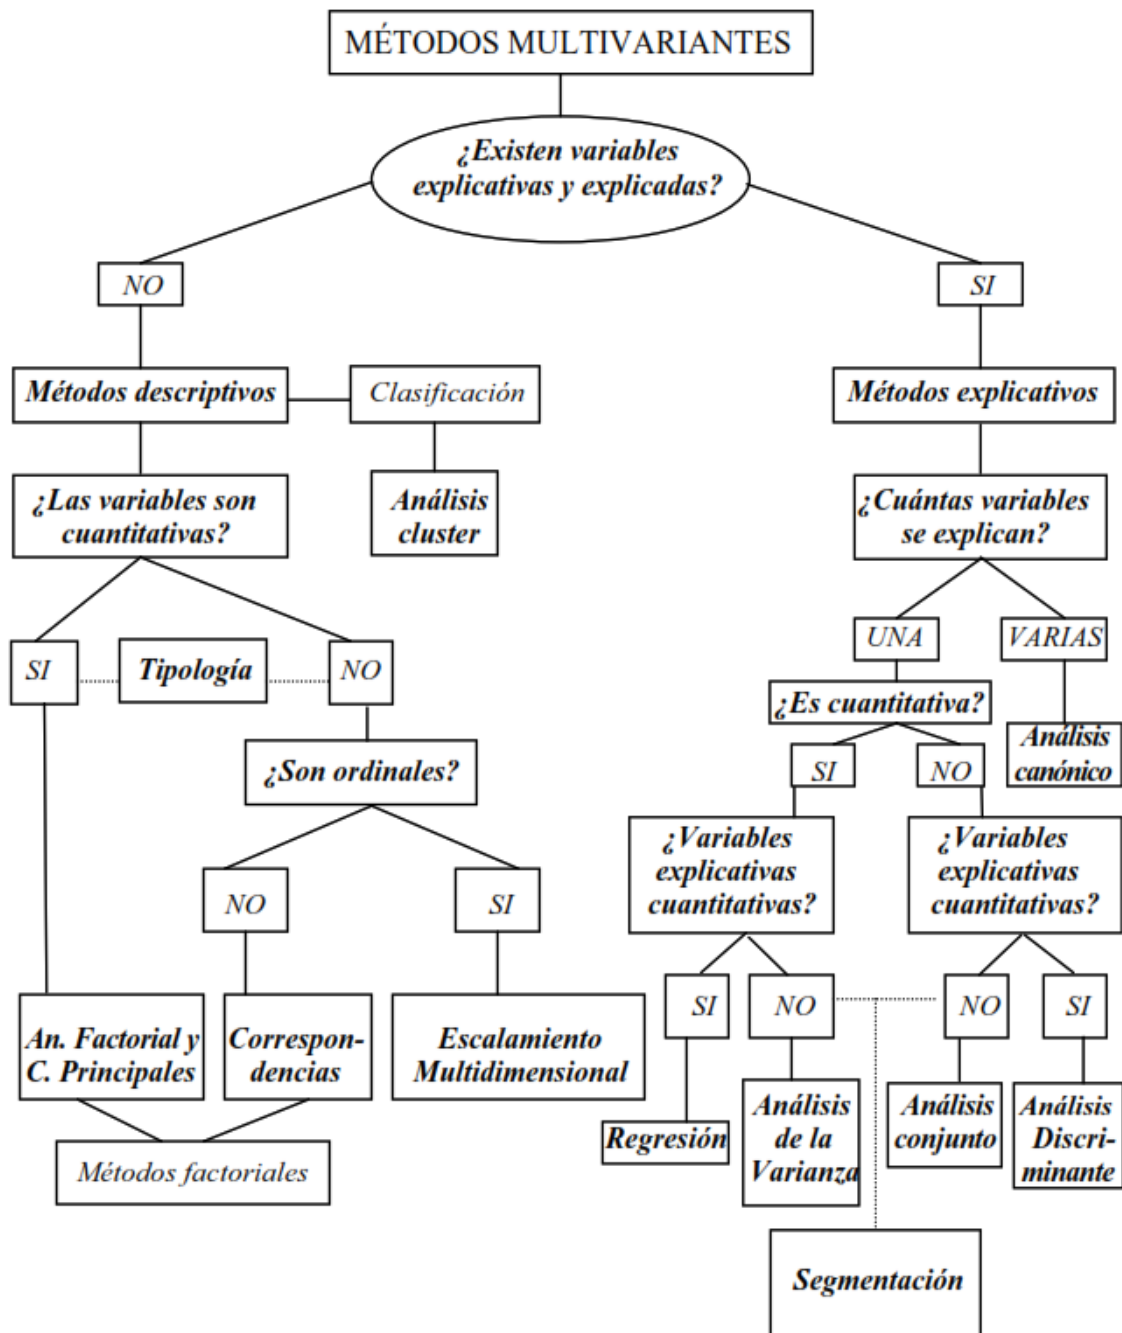 MÉTODOS MULTIVARIANTES
¿Existen variables
explicativas y explicadas?
NO
SI
Métodos descriptivos
Clasificación
Métodos explicativos
¿Las variables son
cuantitativas?
Análisis
cluster
¿Cuántas variables
se explican?
SI
Tipología
NO
UNA
VARIAS
¿Es cuantitativa?
¿Son ordinales?
SI
NO
Análisis
canónico
¿Variables
explicativas
cuantitativas?
¿Variables
explicativas
cuantitativas?
NO
SI
SI
NO
NO
SI
An. Factorial y
C. Principales
Correspon-
dencias
Escalamiento
Multidimensional
Regresión
Análisis
de la
Varianza
Análisis
conjunto
Análisis
Discri-
minante
Métodos factoriales
Segmentación